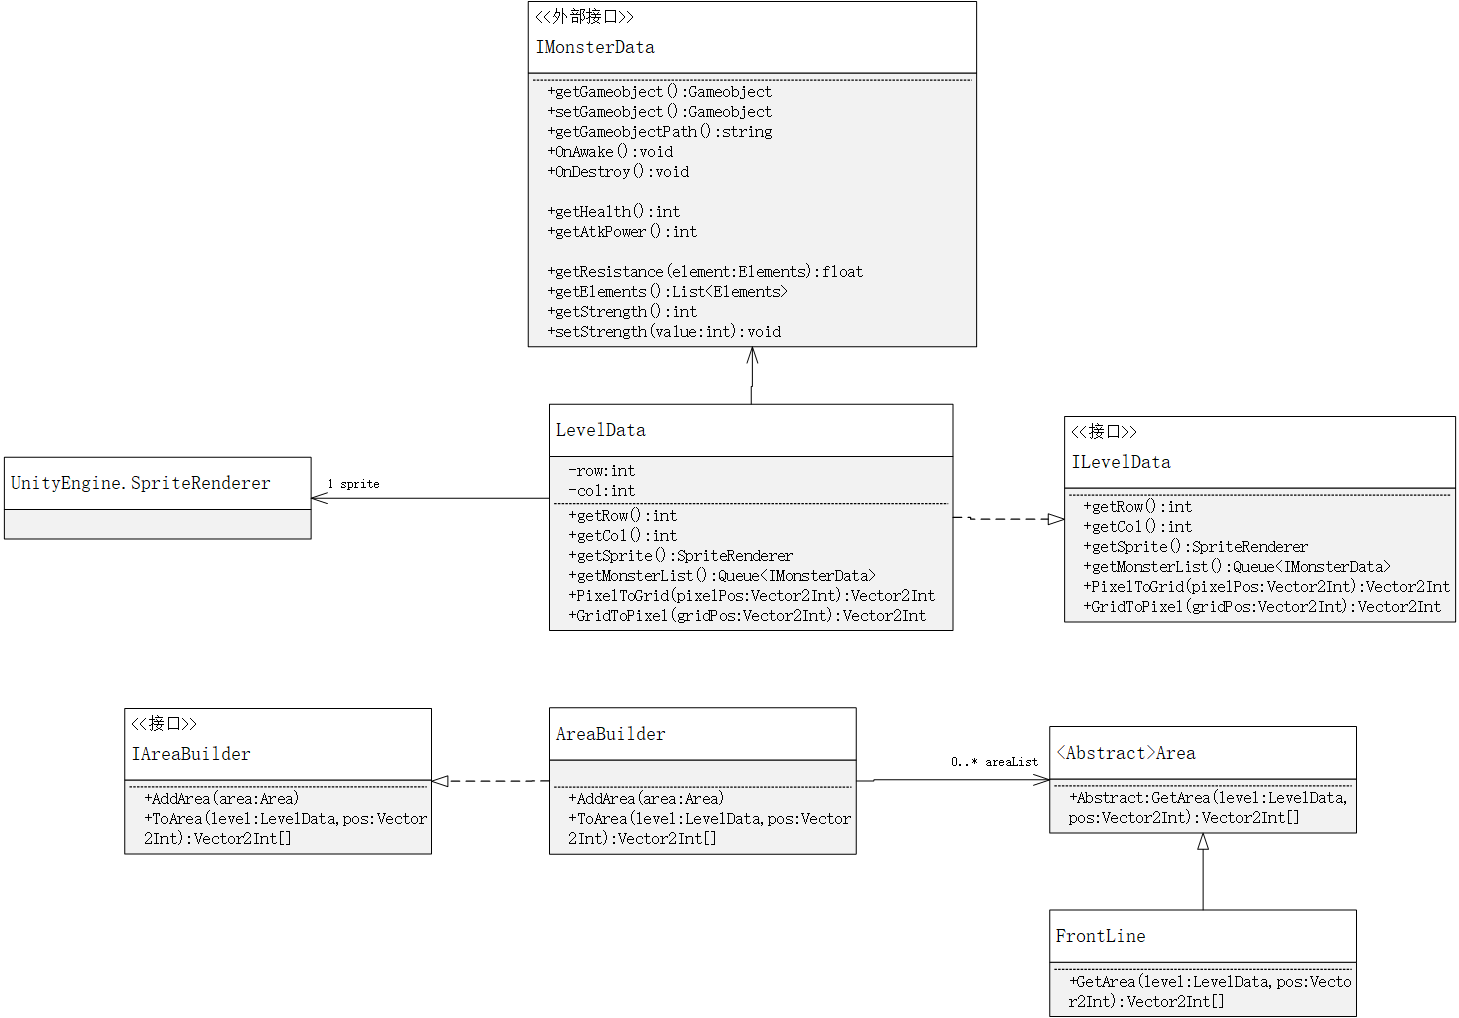 <<外部接口>>
IMonsterData
+getGameobject():Gameobject
+setGameobject():Gameobject
+getGameobjectPath():string
+OnAwake():void
+OnDestroy():void
+getHealth():int
+getAtkPower():int
+getResistance(element:Elements):float
+getElements():List<Elements>
+getStrength():int
+setStrength(value:int):void
LevelData
-row:int
-col:int
+getRow():int
+getCol():int
+getSprite():SpriteRenderer
+getMonsterList():Queue<IMonsterData>
+PixelToGrid(pixelPos:Vector2Int):Vector2Int
+GridToPixel(gridPos:Vector2Int):Vector2Int
UnityEngine.SpriteRenderer
1 sprite
<<接口>>
ILevelData
+getRow():int
+getCol():int
+getSprite():SpriteRenderer
+getMonsterList():Queue<IMonsterData>
+PixelToGrid(pixelPos:Vector2Int):Vector2Int
+GridToPixel(gridPos:Vector2Int):Vector2Int
<<接口>>
IAreaBuilder
+AddArea(area:Area)
+ToArea(level:LevelData,pos:Vector
2Int):Vector2Int[]
AreaBuilder
+AddArea(area:Area)
+ToArea(level:LevelData,pos:Vector
2Int):Vector2Int[]
0..* areaList
<Abstract>Area
+Abstract:GetArea(level:LevelData,
pos:Vector2Int):Vector2Int[]
FrontLine
+GetArea(level:LevelData,pos:Vecto
r2Int):Vector2Int[]